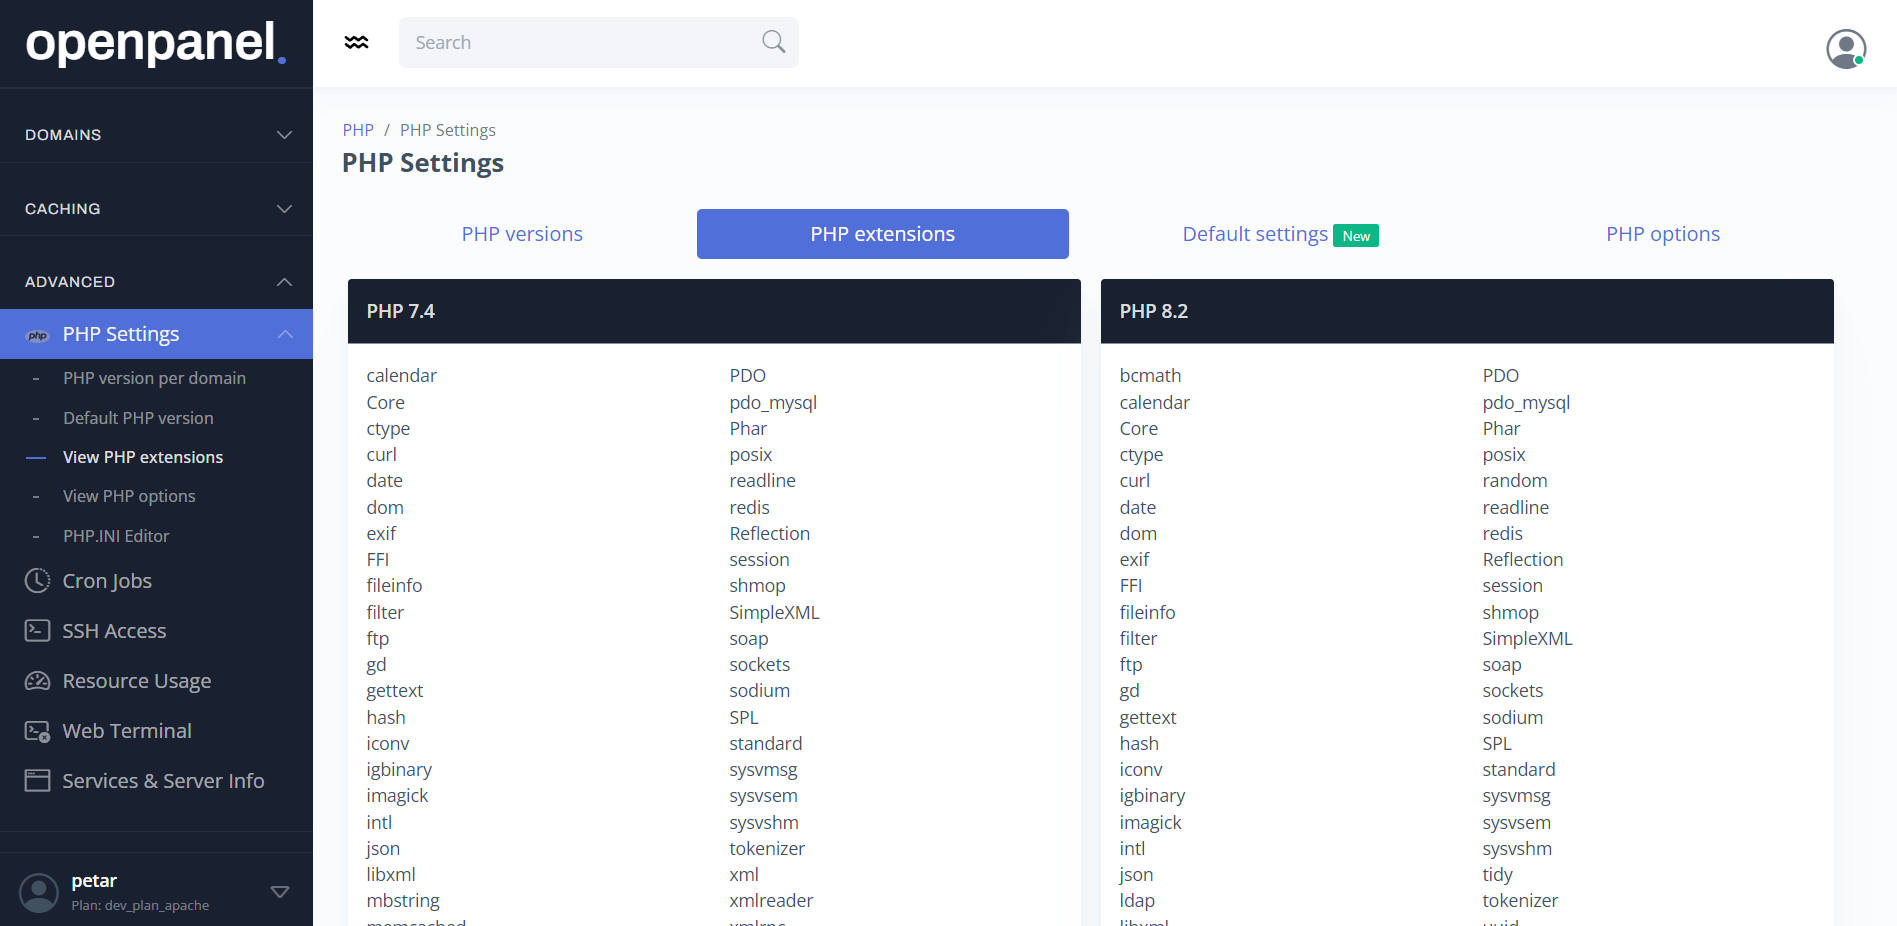 openpanel.
Search
DOMAINS
CACHING
ADVANCED
php PHP Settings
- PHP version per domain
- Default PHP version
View PHP extensions
- View PHP options
- PHP.INI Editor
Cron Jobs
SSH Access
Resource Usage
Web Terminal
Services & Server Info
petar
Plan: dev_plan_apache
PHP / PHP Settings
PHP Settings
PHP versions
PHP extensions
Default settings New
PHP options
PHP 7.4
calendar
Core
ctype
curl
date
dom
exif
FFI
fileinfo
filter
ftp
gd
gettext
hash
iconv
igbinary
imagick
intl
json
libxml
mbstring
memcached
PDO
pdo_mysql
Phar
posix
readline
redis
Reflection
session
shmop
SimpleXML
soap
sockets
sodium
SPL
standard
sysvmsg
sysvsem
sysvshm
tokenizer
xml
xmlreader
xmlrpc
PHP 8.2
bcmath
calendar
Core
ctype
curl
date
dom
exif
FFI
fileinfo
filter
ftp
gd
gettext
hash
iconv
igbinary
imagick
intl
json
ldap
libxml
PDO
pdo_mysql
Phar
posix
random
readline
redis
Reflection
session
shmop
SimpleXML
soap
sockets
sodium
SPL
standard
sysvmsg
sysvsem
sysvshm
tidy
tokenizer
uuid